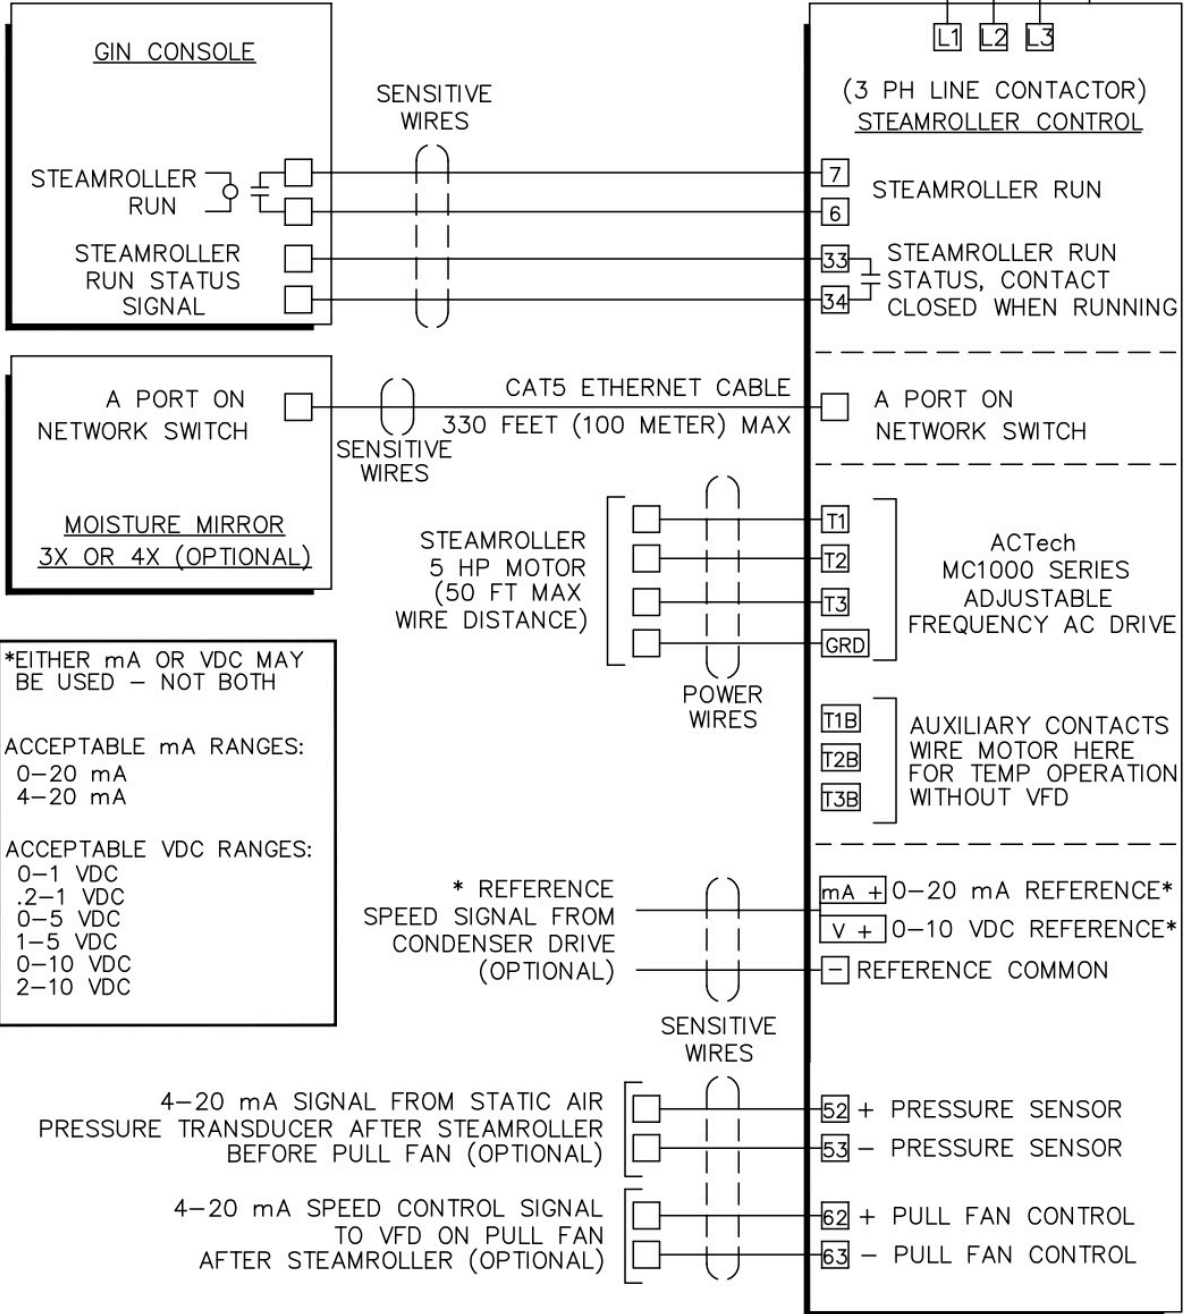 GIN CONSOLE
STEAMROLLER
RUN
STEAMROLLER
RUN STATUS
SIGNAL
SENSITIVE
WIRES
L1 L2 L3
(3 PH LINE CONTACTOR)
STEAMROLLER CONTROL
7
6
STEAMROLLER RUN
33
34
STEAMROLLER RUN
STATUS, CONTACT
CLOSED WHEN RUNNING
A PORT ON
NETWORK SWITCH
MOISTURE MIRROR
3X OR 4X (OPTIONAL)
SENSITIVE
WIRES
CAT5 ETHERNET CABLE
330 FEET (100 METER) MAX
A PORT ON
NETWORK SWITCH
STEAMROLLER
5 HP MOTOR
(50 FT MAX
WIRE DISTANCE)
POWER
WIRES
T1
T2
T3
GRD
ACTech
MC1000 SERIES
ADJUSTABLE
FREQUENCY AC DRIVE
T1B
T2B
T3B
AUXILIARY CONTACTS
WIRE MOTOR HERE
FOR TEMP OPERATION
WITHOUT VFD
*EITHER mA OR VDC MAY
BE USED – NOT BOTH
ACCEPTABLE mA RANGES:
0–20 mA
4–20 mA
ACCEPTABLE VDC RANGES:
0–1 VDC
.2–1 VDC
0–5 VDC
1–5 VDC
0–10 VDC
2–10 VDC
* REFERENCE
SPEED SIGNAL FROM
CONDENSER DRIVE
(OPTIONAL)
SENSITIVE
WIRES
mA + 0–20 mA REFERENCE*
V + 0–10 VDC REFERENCE*
– REFERENCE COMMON
4–20 mA SIGNAL FROM STATIC AIR
PRESSURE TRANSDUCER AFTER STEAMROLLER
BEFORE PULL FAN (OPTIONAL)
52 + PRESSURE SENSOR
53 – PRESSURE SENSOR
4–20 mA SPEED CONTROL SIGNAL
TO VFD ON PULL FAN
AFTER STEAMROLLER (OPTIONAL)
62 + PULL FAN CONTROL
63 – PULL FAN CONTROL